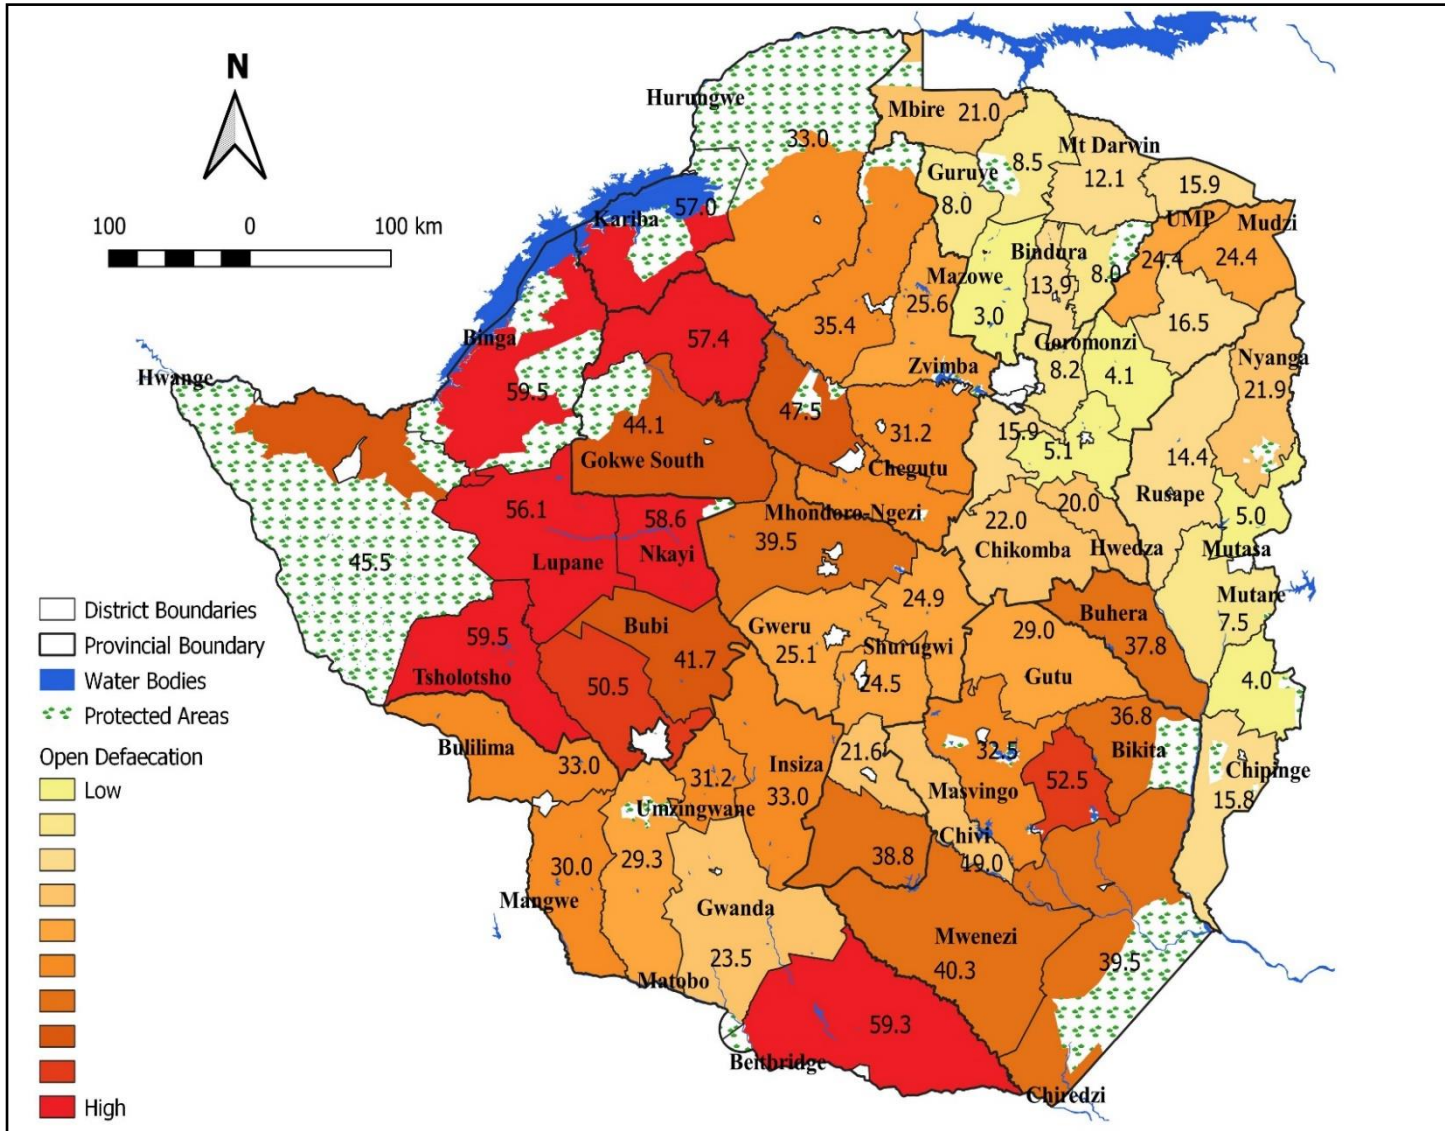 N
100 0 100 km
Hurungwe
33.0
Mbire
21.0
8.5
Mt Darwin
12.1
15.9
Guruve
8.0
UMP
Mudzi
24.4
24.4
Kariba
57.0
Bindura
13.9
8.0
Mazowe
3.0
25.6
35.4
16.5
Binga
59.5
57.4
Goromonzi
8.2
4.1
Nyanga
21.9
Zvimba
Hwange
47.5
44.1
Gokwe South
31.2
Chegutu
15.9
5.1
14.4
Rusape
56.1
58.6
Lupane
Nkayi
Mhondoro-Ngezi
39.5
22.0
20.0
Chikomba
Hwedza
5.0
Mutasa
45.5
Mutare
7.5
59.5
Tsholotsho
Bubi
41.7
50.5
Gweru
25.1
24.9
Shurugwi
24.5
29.0
Gutu
Buhera
37.8
4.0
Bulilima
33.0
31.2
Umzingwane
Insiza
33.0
21.6
32.5
Masvingo
52.5
36.8
Bikita
Chipinge
15.8
30.0
Mangwe
29.3
Matobo
Gwanda
23.5
38.8
Chivi
19.0
Mwenezi
40.3
39.5
59.3
Beitbridge
Chiredzi
District Boundaries
Provincial Boundary
Water Bodies
Protected Areas
Open Defaecation
Low
High